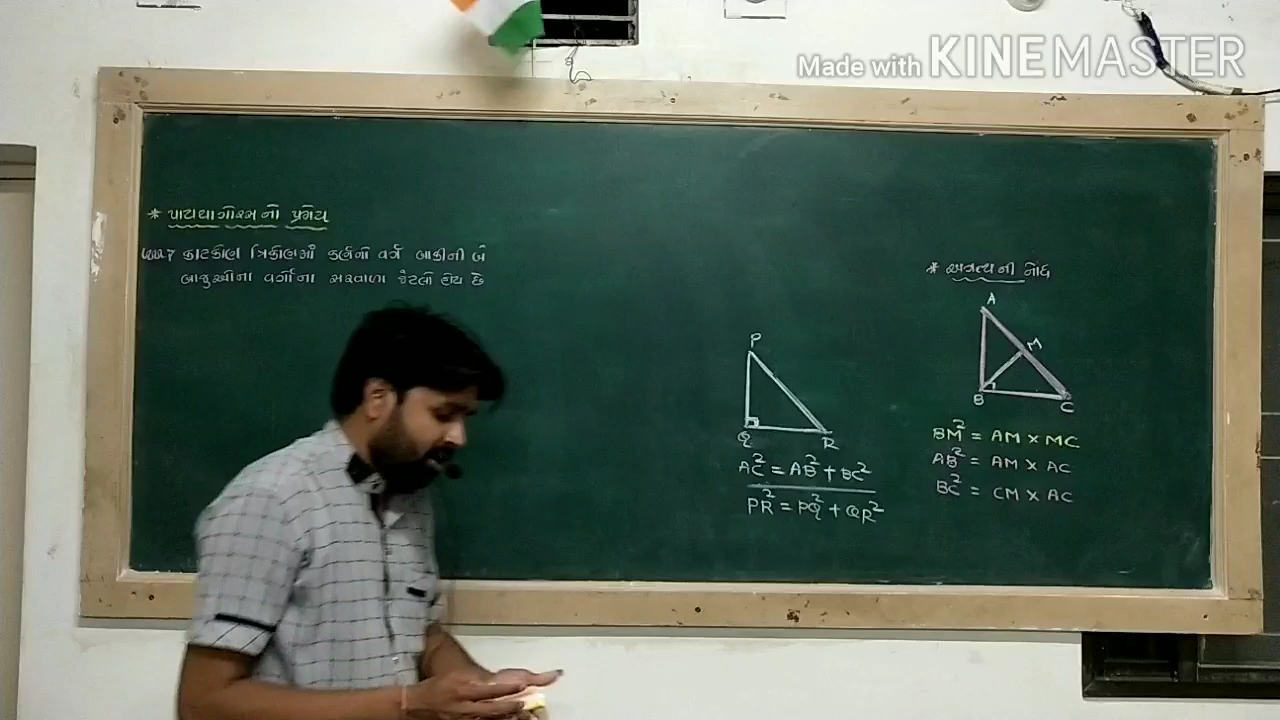 Made with KINEMASTER
* પાયથાગોરસનો પ્રમેય
કાટકોણ ત્રિકોણમાં કર્ણનો વર્ગ બાકીની બે
બાજુઓના વર્ગોના સરવાળા જેટલો હોય છે
P
Q
R
AC² = AB² + BC²
PR² = PQ² + QR²
* અગત્યની નોંધ
A
M
B
C
BM² = AM × MC
AB² = AM × AC
BC² = CM × AC